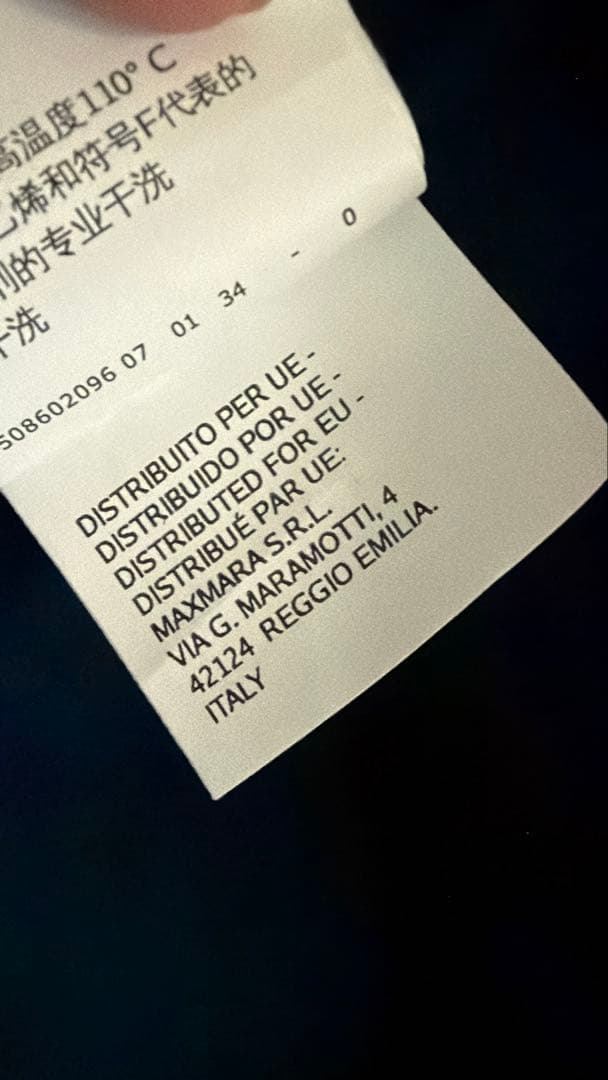 高温度110° C
烯和符号F代表的
的专业干洗
干洗
508602096 07 01 34 - 0
DISTRIBUITO PER UE -
DISTRIBUIDO POR UE -
DISTRIBUTED FOR EU -
DISTRIBUÉ PAR UE:
MAXMARA S.R.L.
VIA G. MARAMOTTI, 4
42124 REGGIO EMILIA.
ITALY